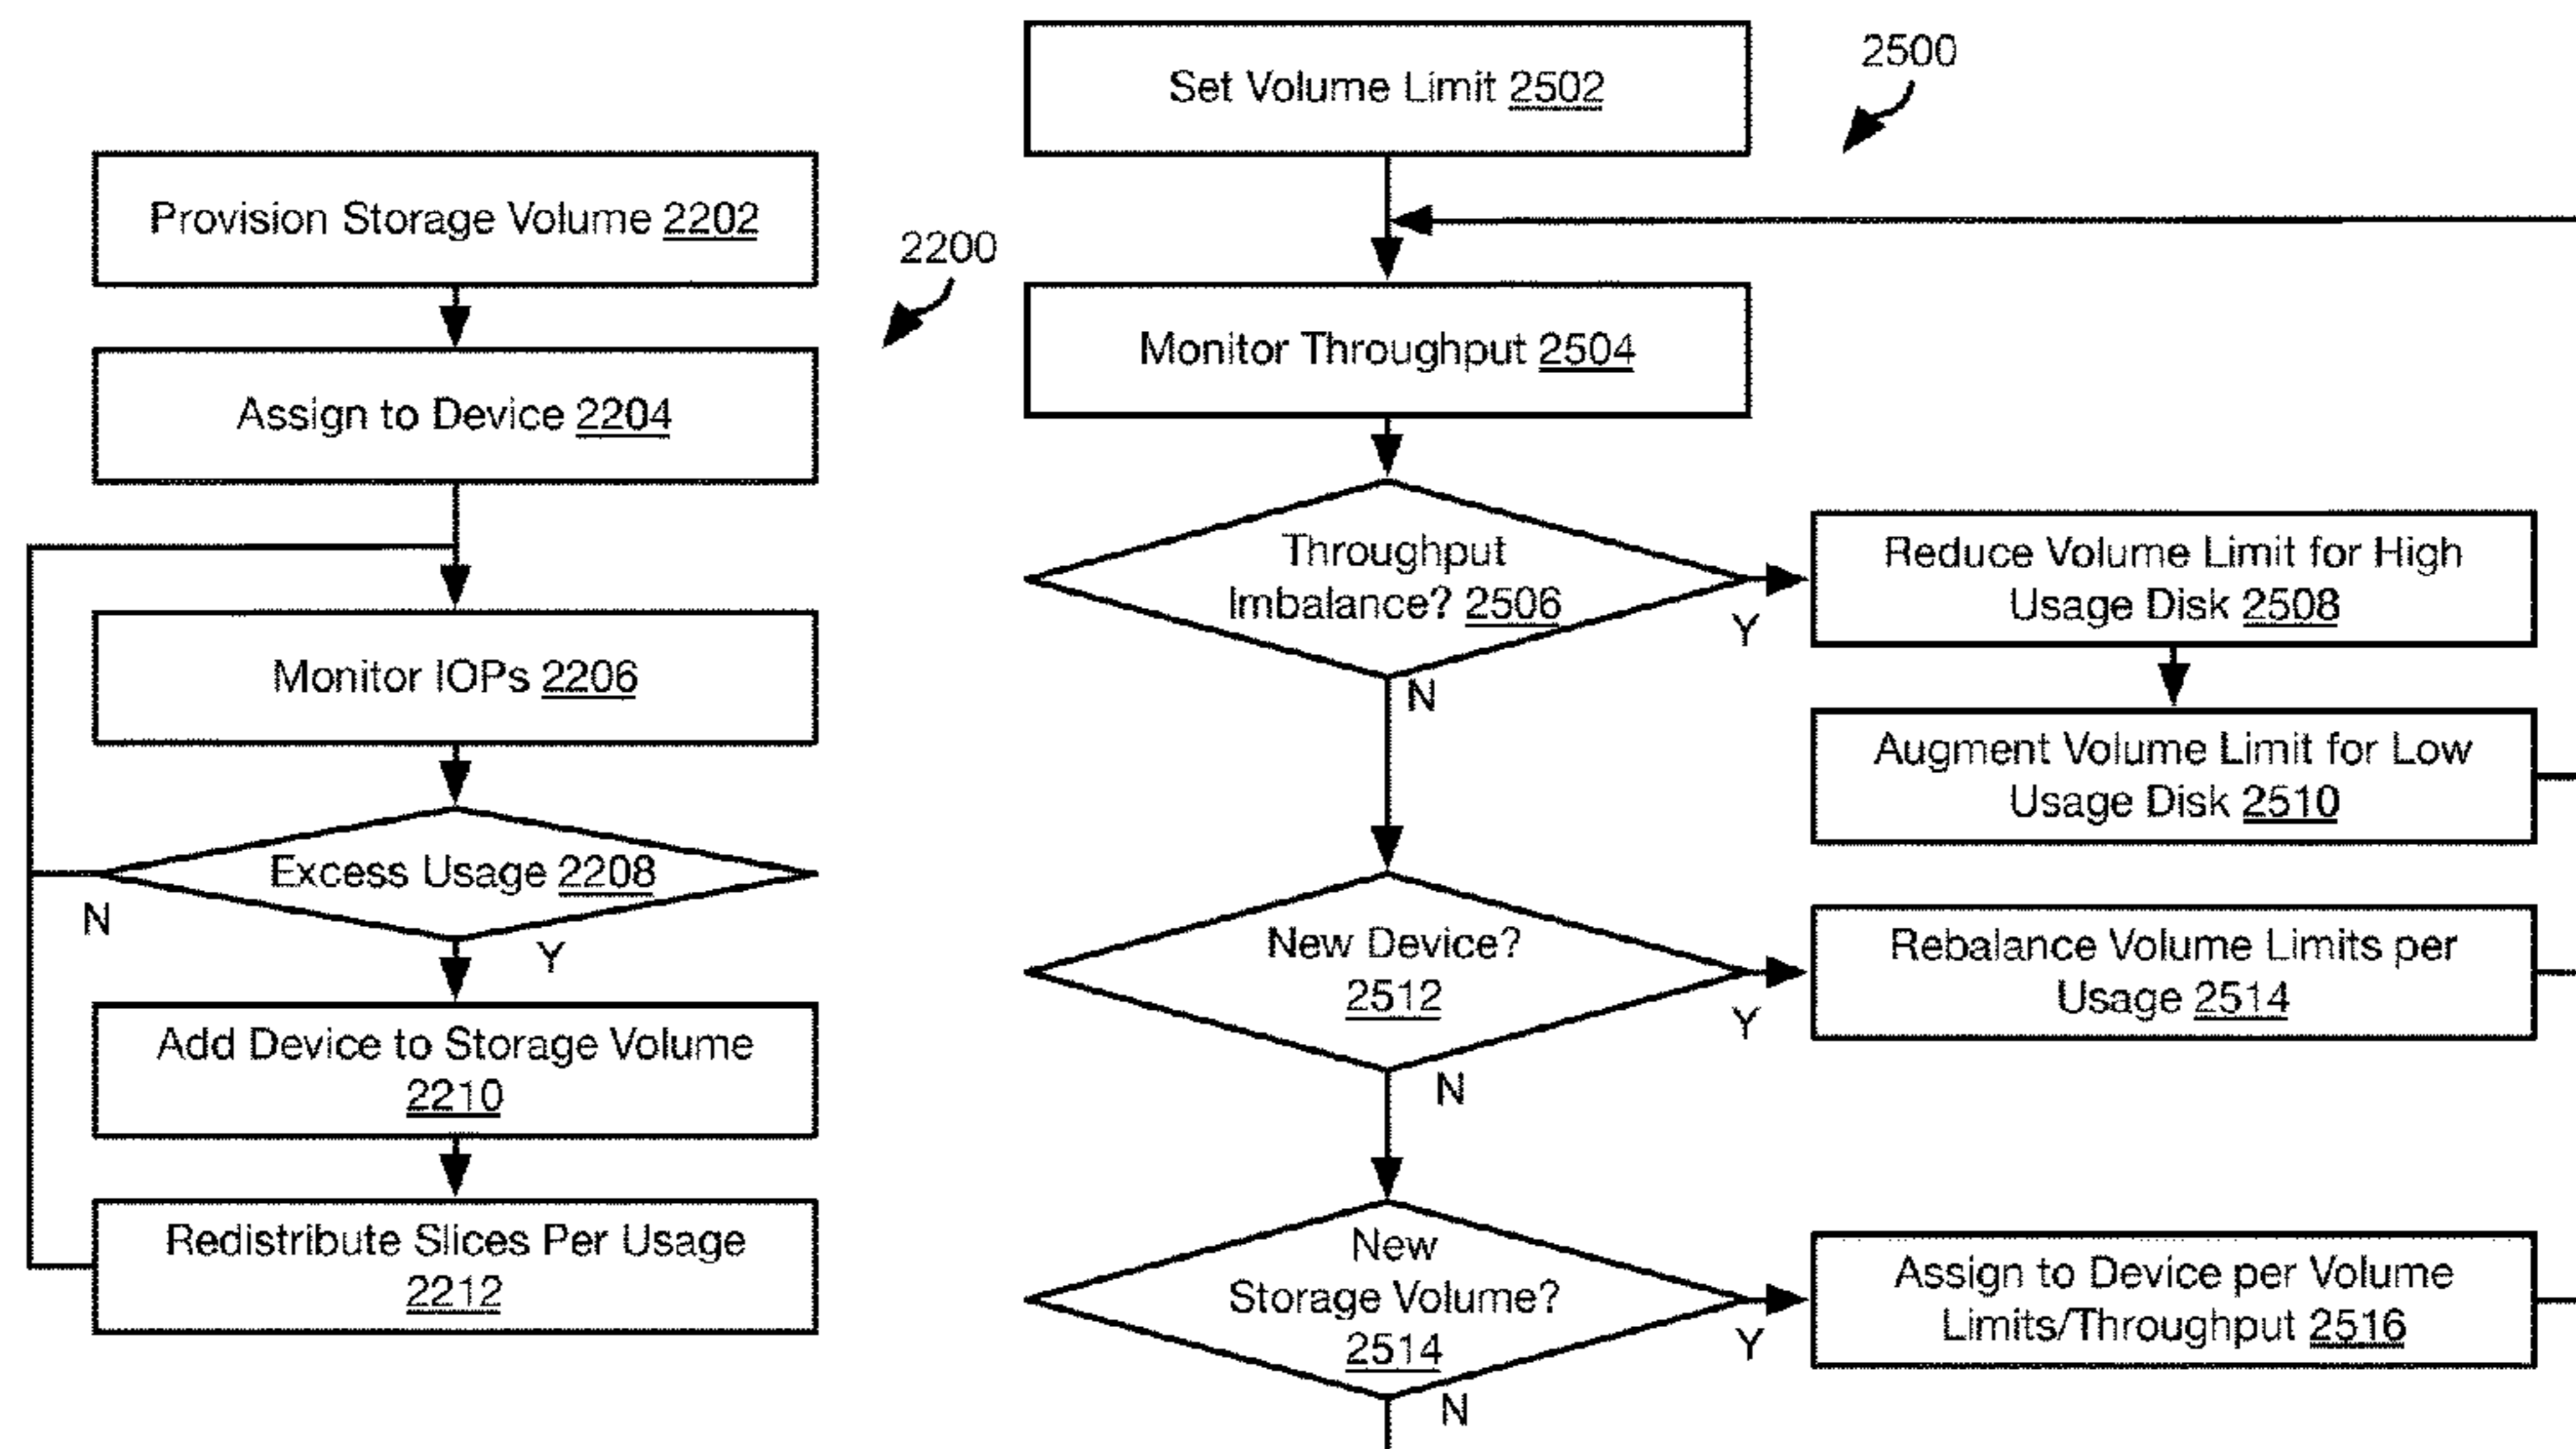 Provision Storage Volume 2202
2200
Assign to Device 2204
Monitor IOPs 2206
Excess Usage 2208
N
Y
Add Device to Storage Volume
2210
Redistribute Slices Per Usage
2212
Set Volume Limit 2502
2500
Monitor Throughput 2504
Throughput
Imbalance? 2506
Y
N
Reduce Volume Limit for High
Usage Disk 2508
Augment Volume Limit for Low
Usage Disk 2510
New Device?
2512
Y
N
Rebalance Volume Limits per
Usage 2514
New
Storage Volume?
2514
Y
N
Assign to Device per Volume
Limits/Throughput 2516